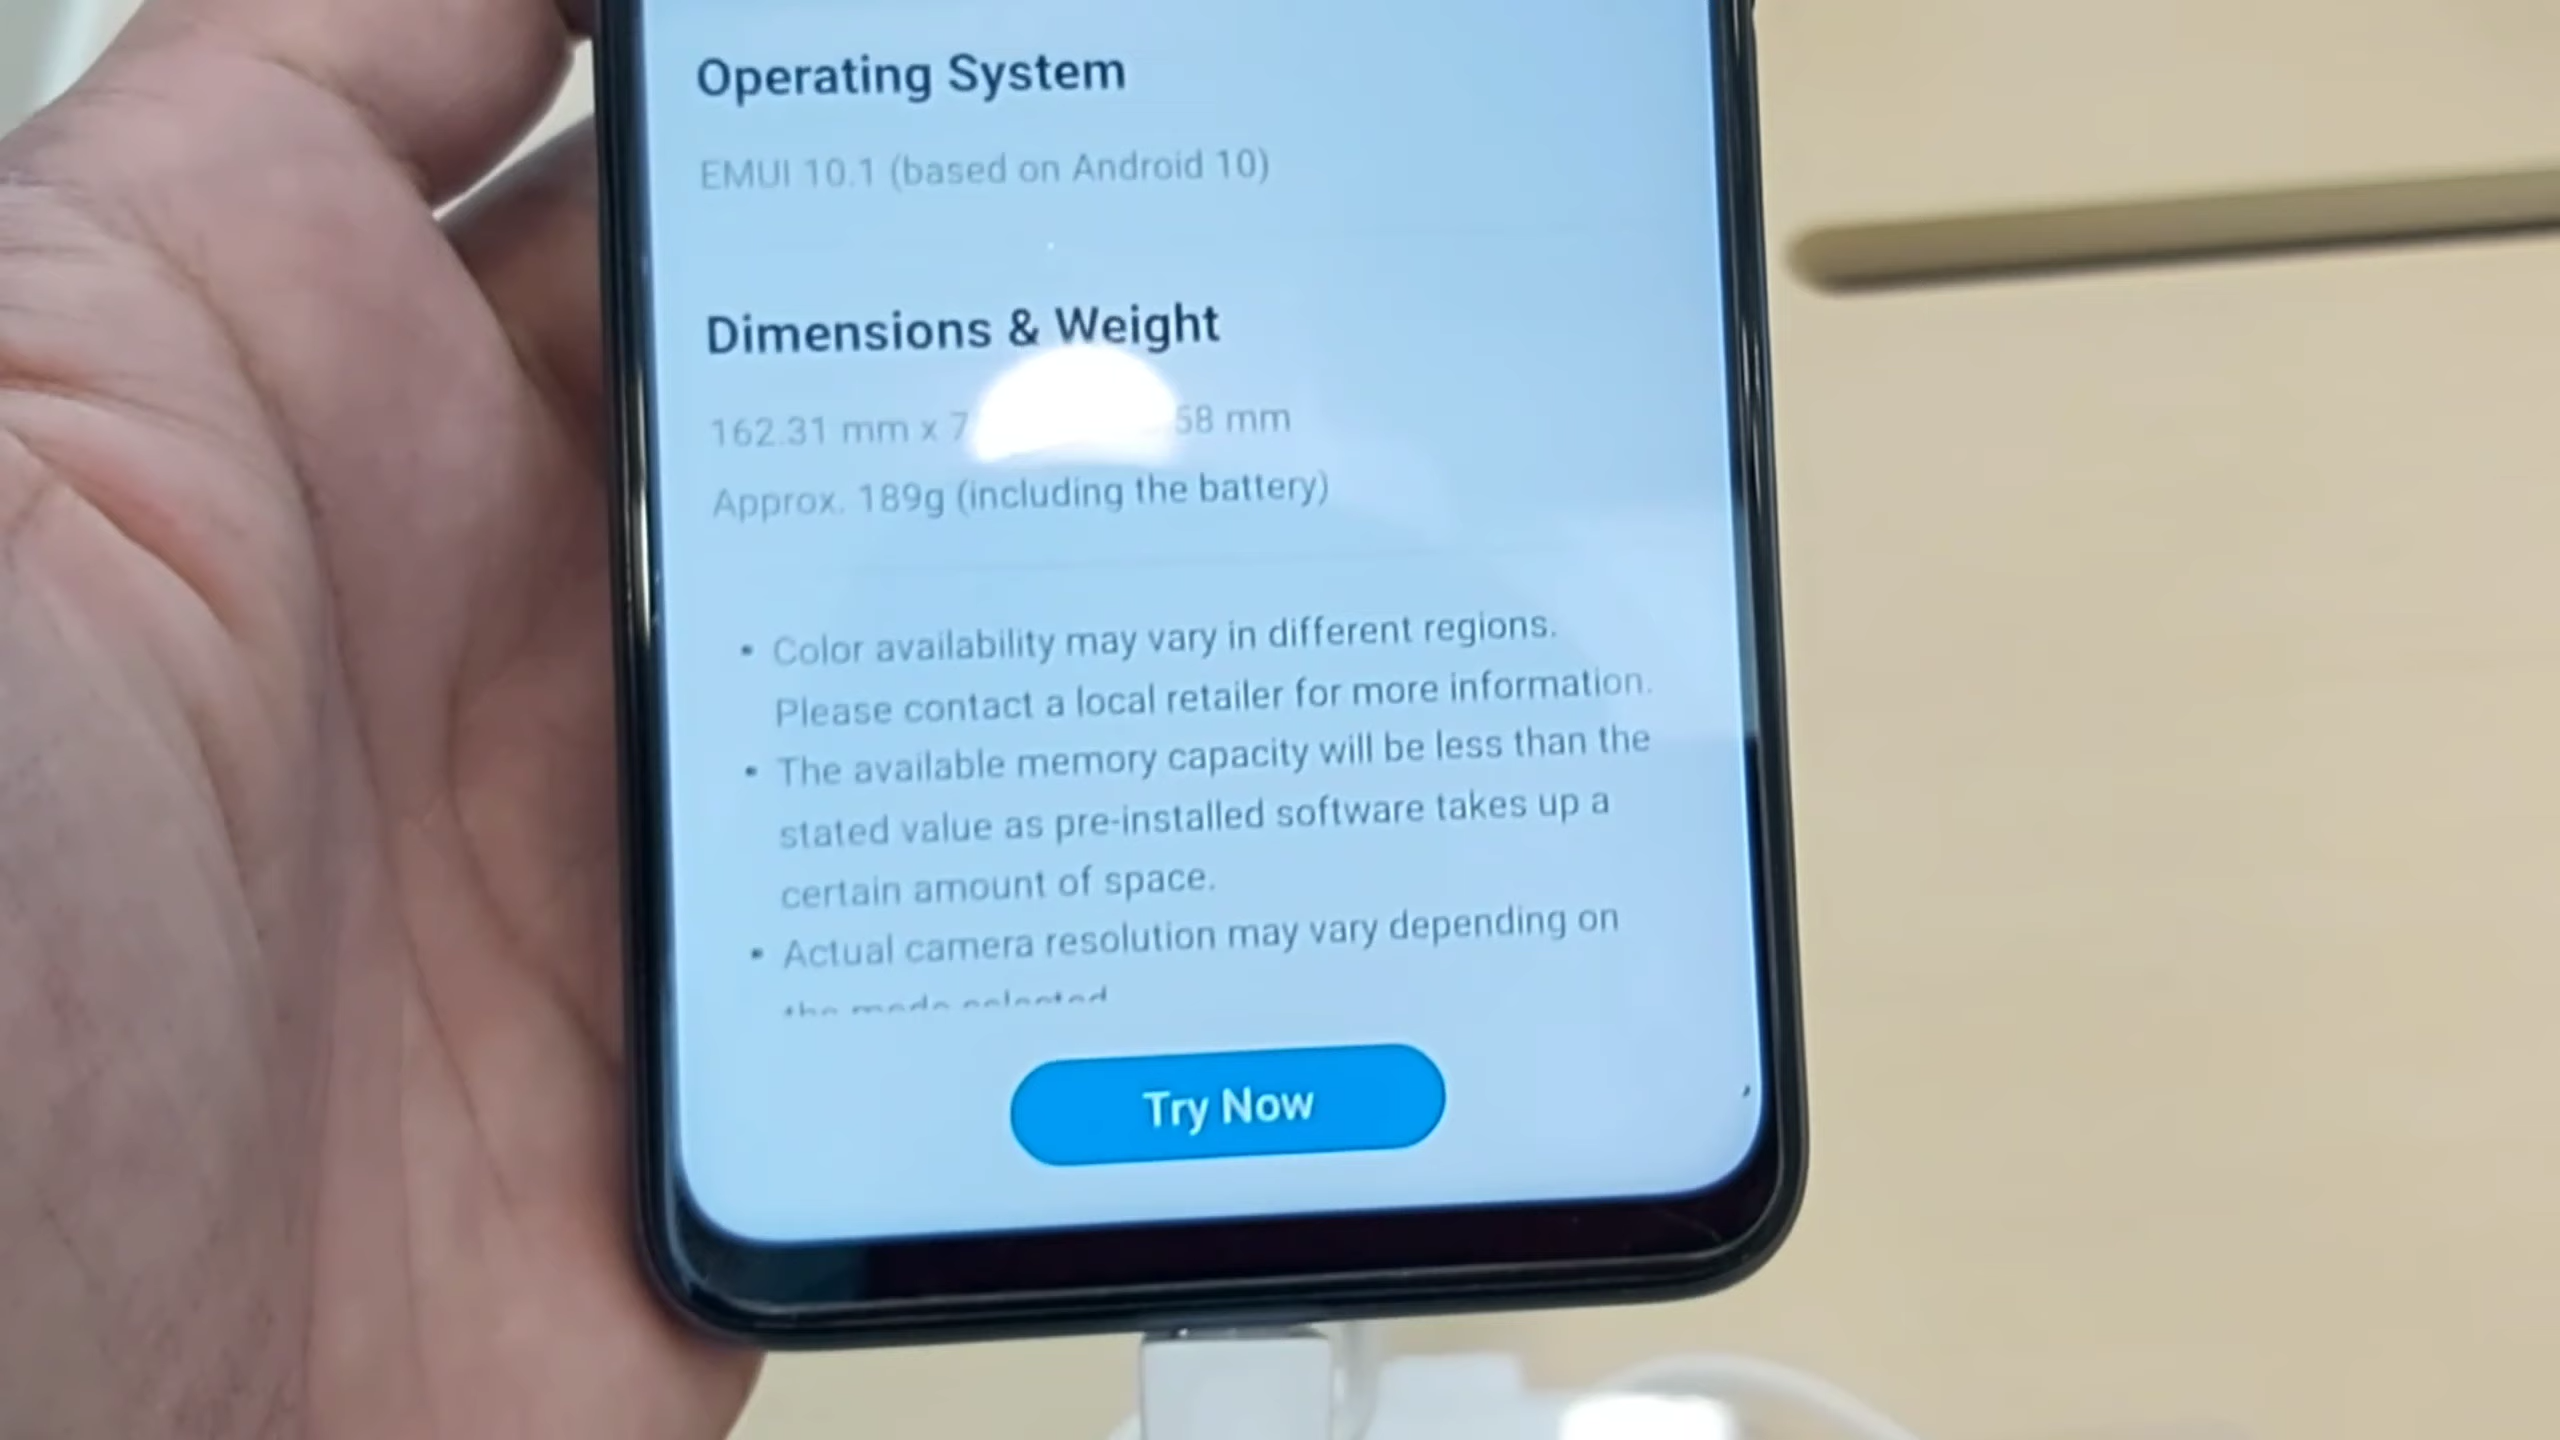 Operating System
EMUI 10.1 (based on Android 10)
Dimensions & Weight
162.31 mm x 7 58 mm
Approx. 189g (including the battery)
• Color availability may vary in different regions.
Please contact a local retailer for more information.
• The available memory capacity will be less than the
stated value as pre-installed software takes up a
certain amount of space.
• Actual camera resolution may vary depending on
the mode selected
Try Now